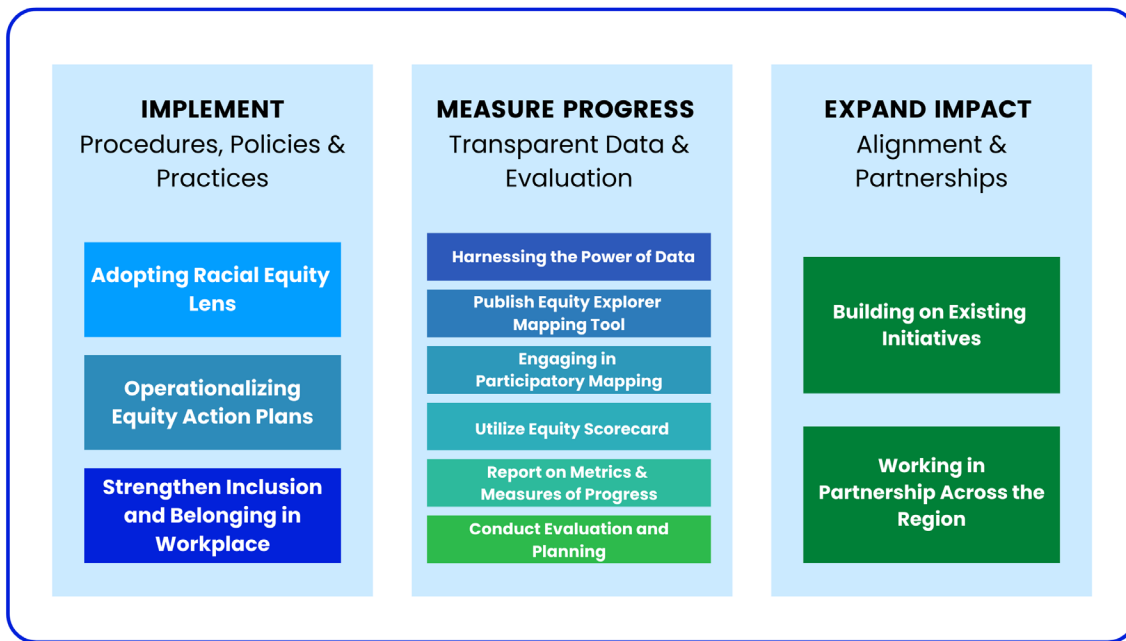 IMPLEMENT
Procedures, Policies &
Practices
Adopting Racial Equity
Lens
Operationalizing
Equity Action Plans
Strengthen Inclusion
and Belonging in
Workplace
MEASURE PROGRESS
Transparent Data &
Evaluation
Harnessing the Power of Data
Publish Equity Explorer
Mapping Tool
Engaging in
Participatory Mapping
Utilize Equity Scorecard
Report on Metrics &
Measures of Progress
Conduct Evaluation and
Planning
EXPAND IMPACT
Alignment &
Partnerships
Building on Existing
Initiatives
Working in
Partnership Across the
Region